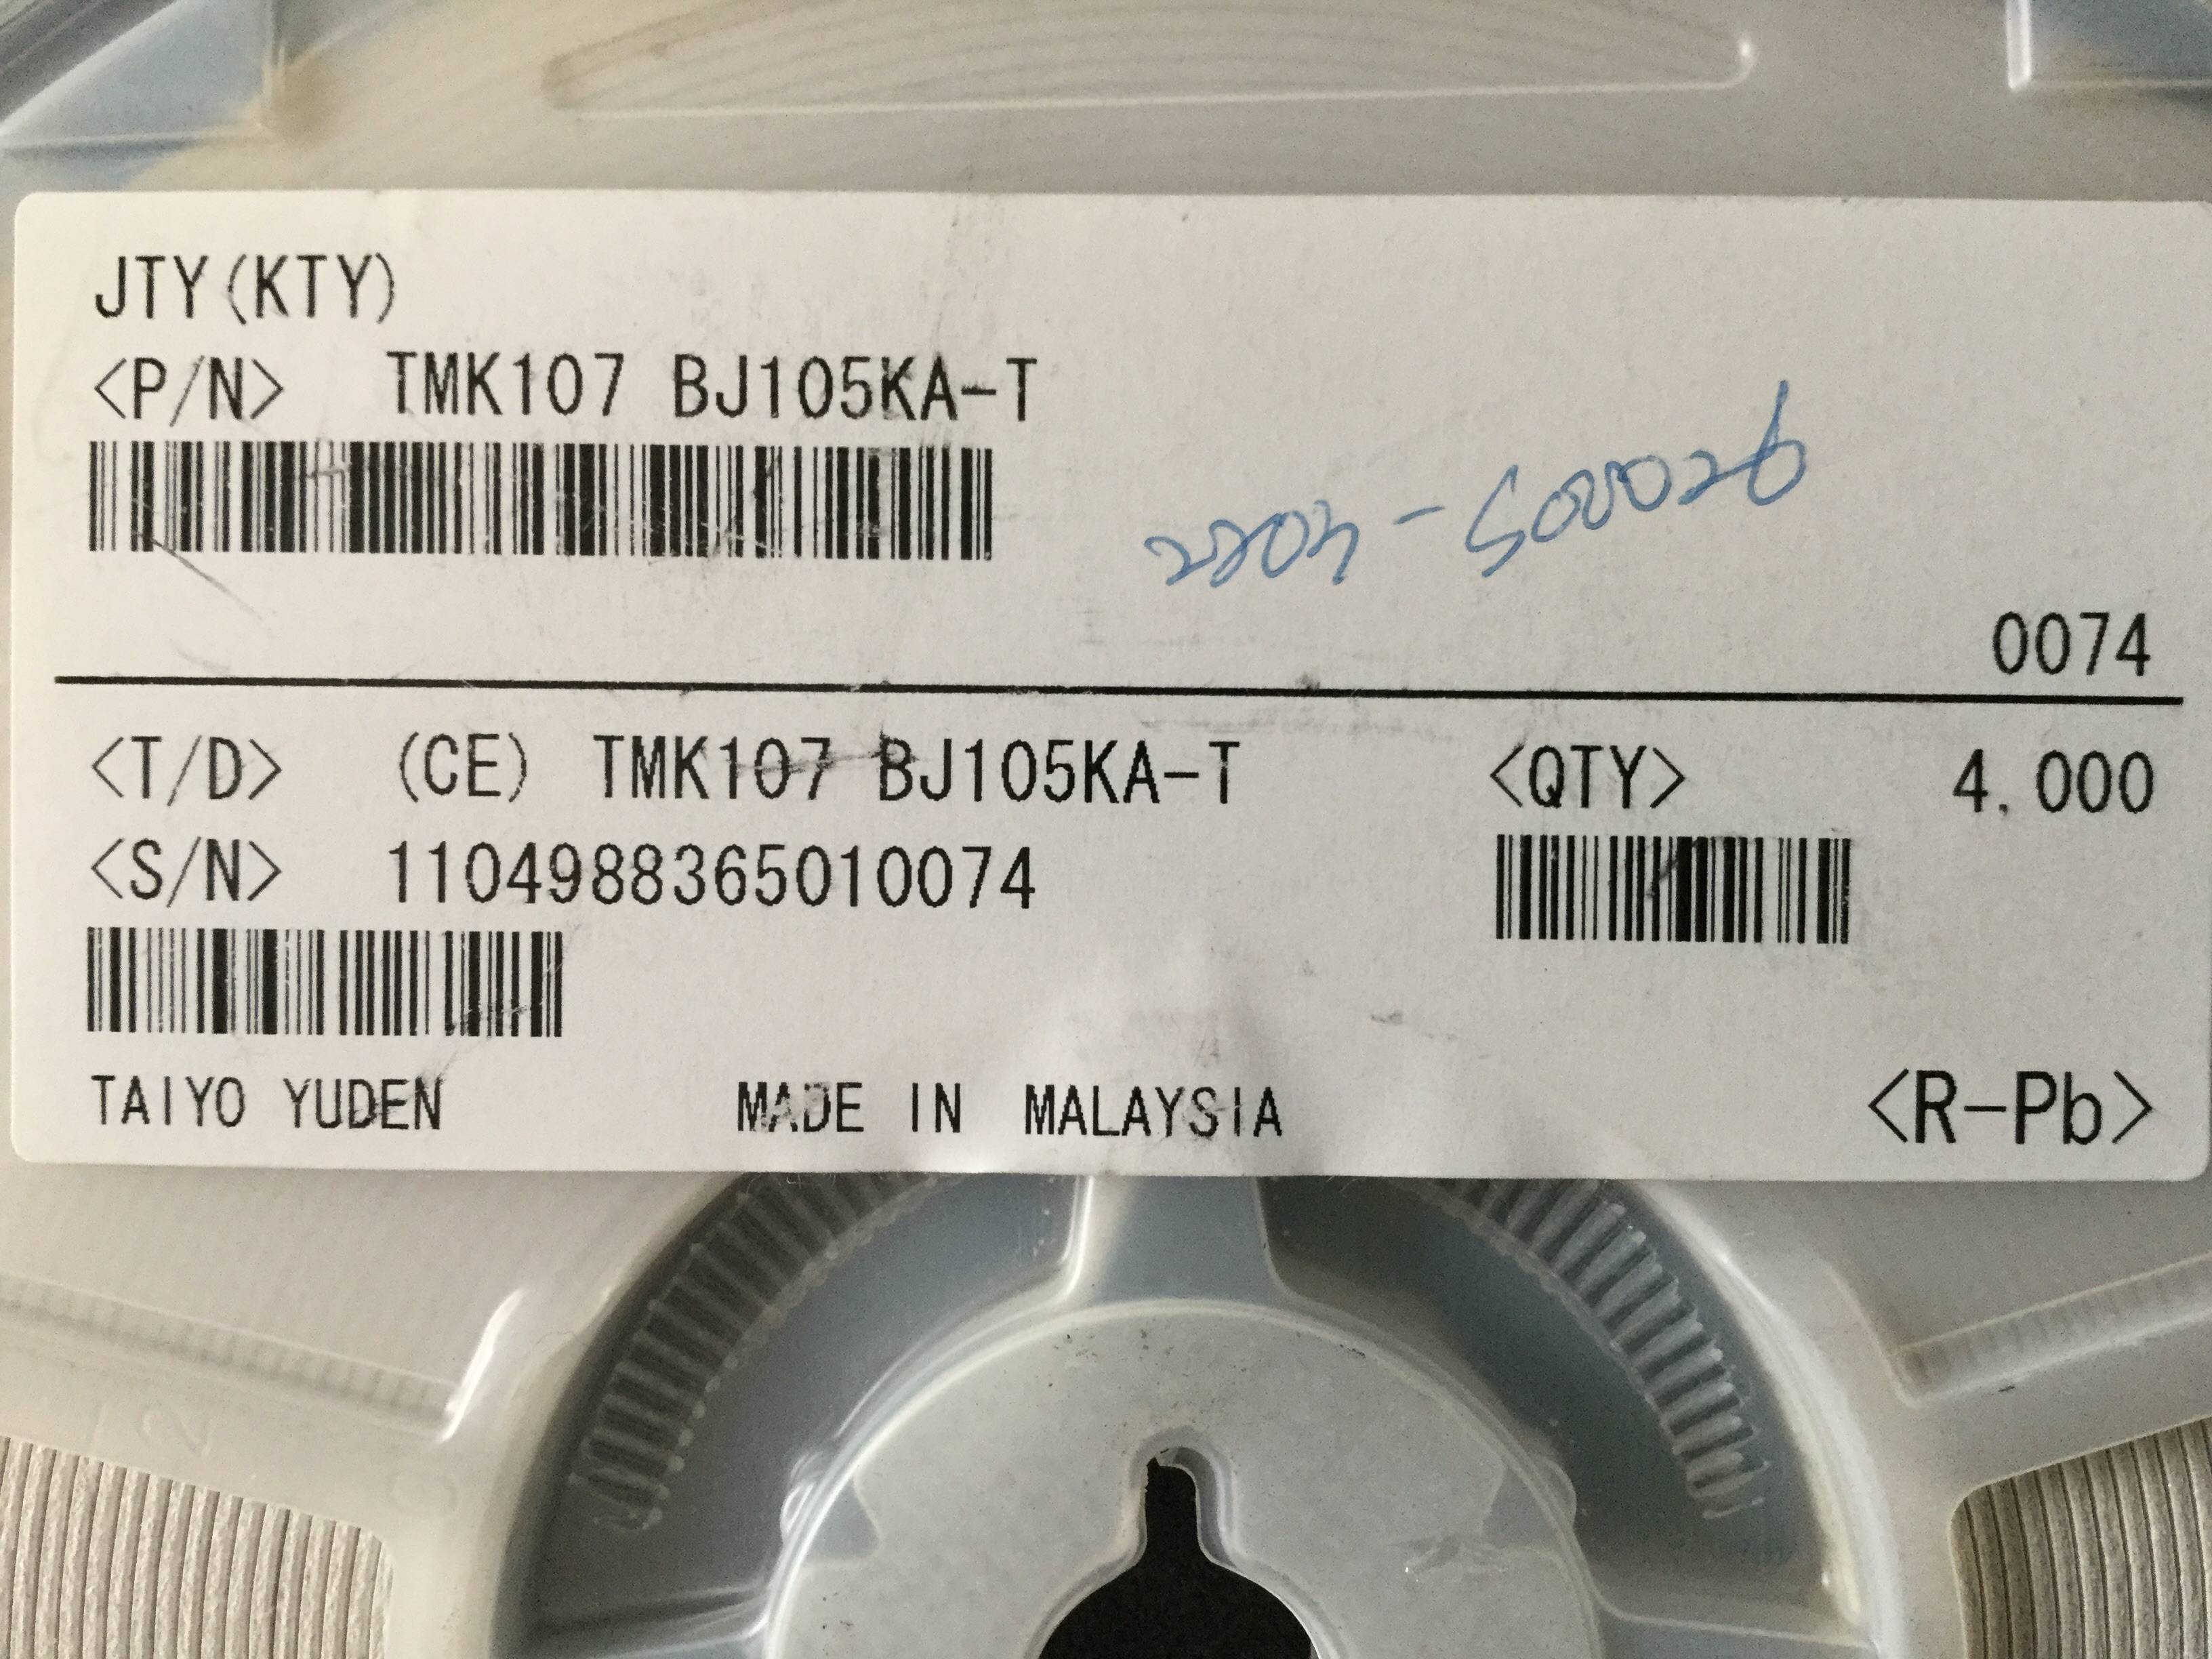 JTY(KTY)
<P/N> TMK107 BJ105KA-T
2203-500026
0074
<T/D> (CE) TMK107 BJ105KA-T <QTY> 4.000
<S/N> 1104988365010074
TAIYO YUDEN MADE IN MALAYSIA <R-Pb>